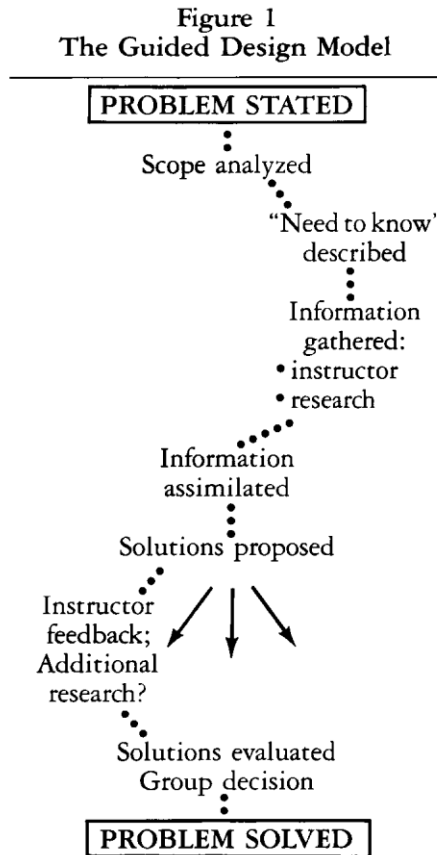 Figure 1
The Guided Design Model
PROBLEM STATED
Scope analyzed
“Need to know”
described
Information
gathered:
• instructor
• research
Information
assimilated
Solutions proposed
Instructor
feedback;
Additional
research?
Solutions evaluated
Group decision
PROBLEM SOLVED